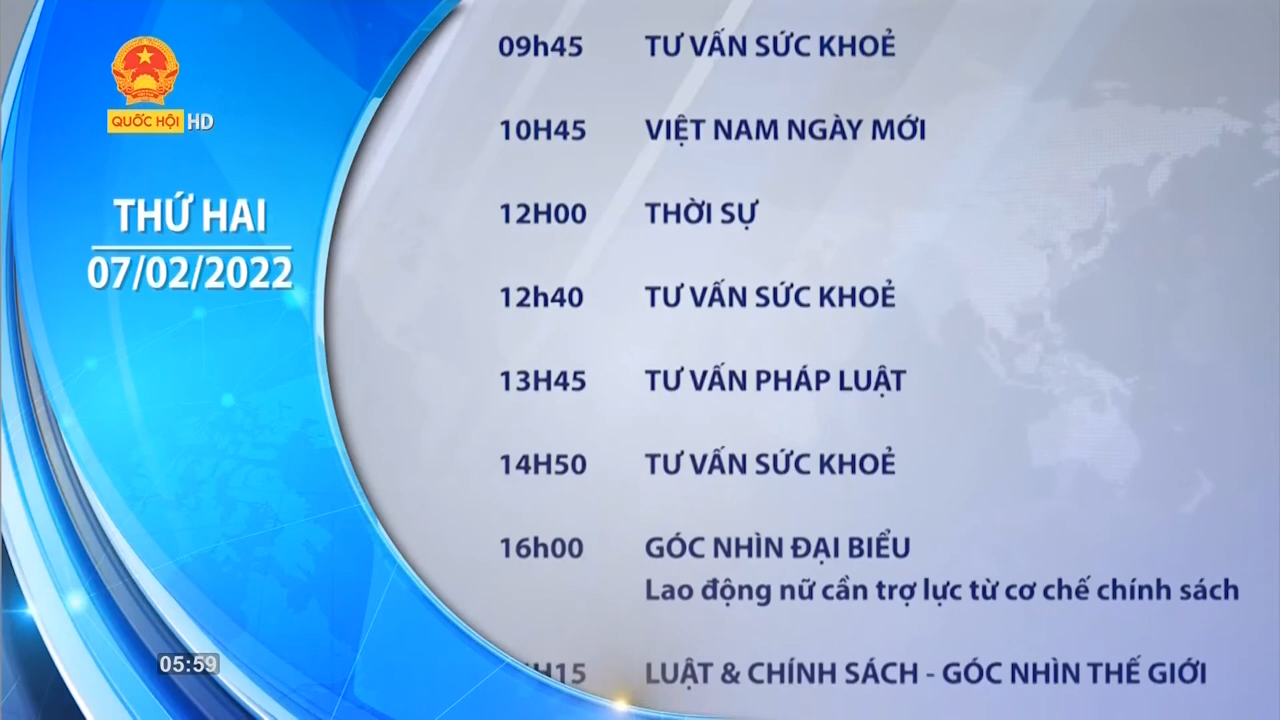 QUỐC HỘI HD
THỨ HAI
07/02/2022
09h45 TƯ VẤN SỨC KHOẺ
10H45 VIỆT NAM NGÀY MỚI
12H00 THỜI SỰ
12h40 TƯ VẤN SỨC KHOẺ
13H45 TƯ VẤN PHÁP LUẬT
14H50 TƯ VẤN SỨC KHOẺ
16h00 GÓC NHÌN ĐẠI BIỂU
Lao động nữ cần trợ lực từ cơ chế chính sách
H15 LUẬT & CHÍNH SÁCH - GÓC NHÌN THẾ GIỚI
05:59